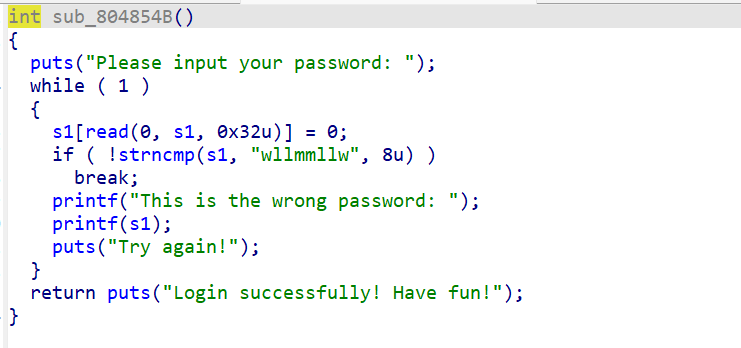 int sub_804854B()
{
  puts("Please input your password: ");
  while ( 1 )
  {
    s1[read(0, s1, 0x32u)] = 0;
    if ( !strncmp(s1, "wllmmllw", 8u) )
      break;
    printf("This is the wrong password: ");
    printf(s1);
    puts("Try again!");
  }
  return puts("Login successfully! Have fun!");
}